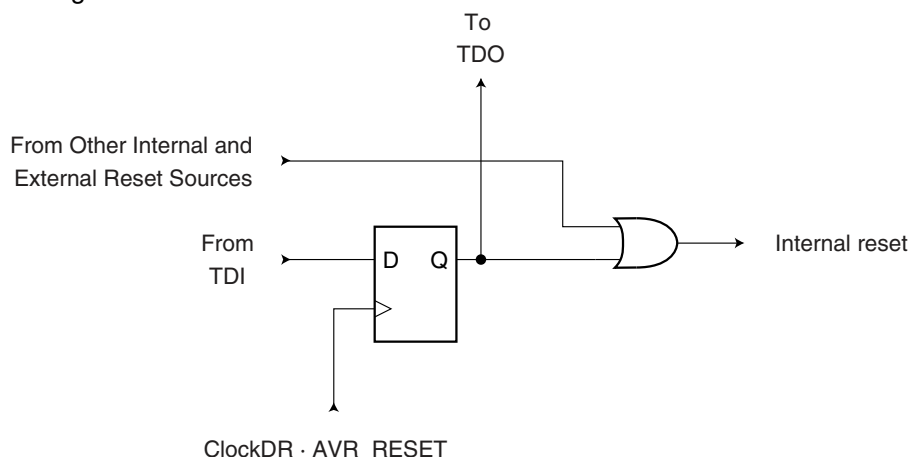 To
TDO
From Other Internal and
External Reset Sources
From
TDI
D Q
Internal reset
ClockDR · AVR_RESET